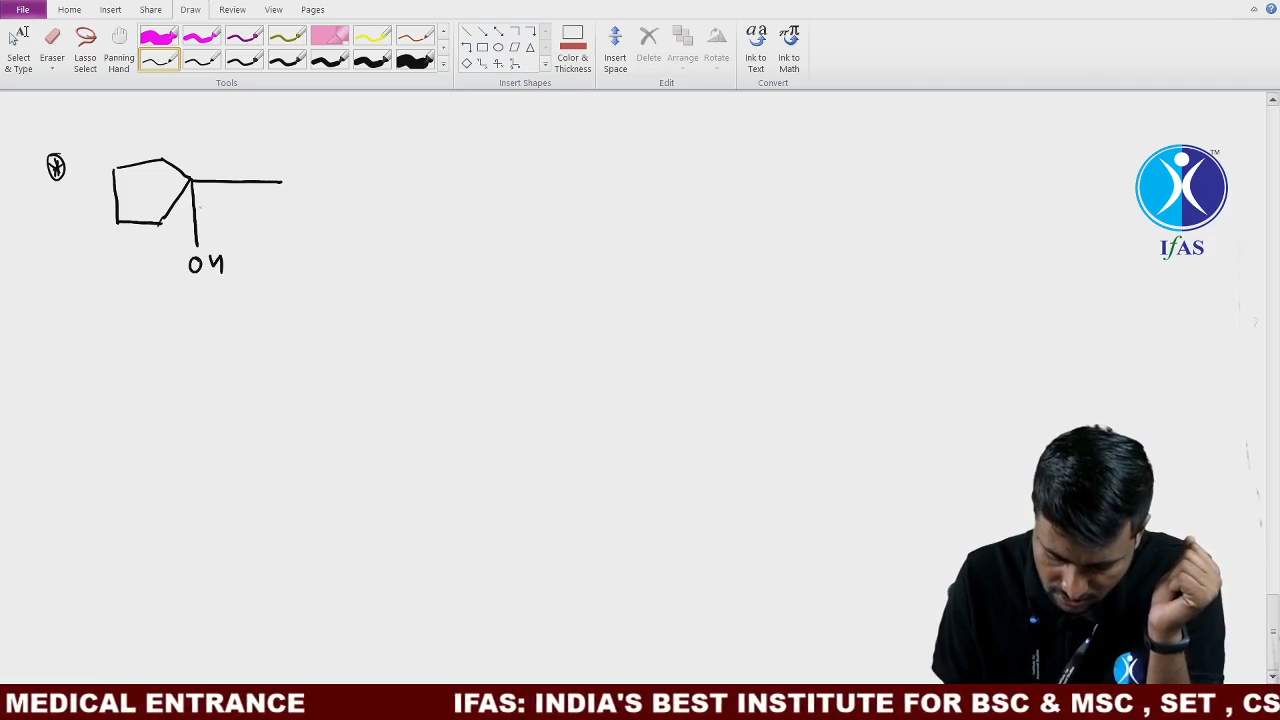 File Home Insert Share Draw Review View Pages
Select & Type
Eraser
Lasso Select
Panning Hand
Color & Thickness
Insert Space
Delete
Arrange
Rotate
Ink to Text
Ink to Math
Tools Insert Shapes Edit Convert
OH
TM
IfAS
MEDICAL ENTRANCE IFAS: INDIA'S BEST INSTITUTE FOR BSC & MSC , SET , CS